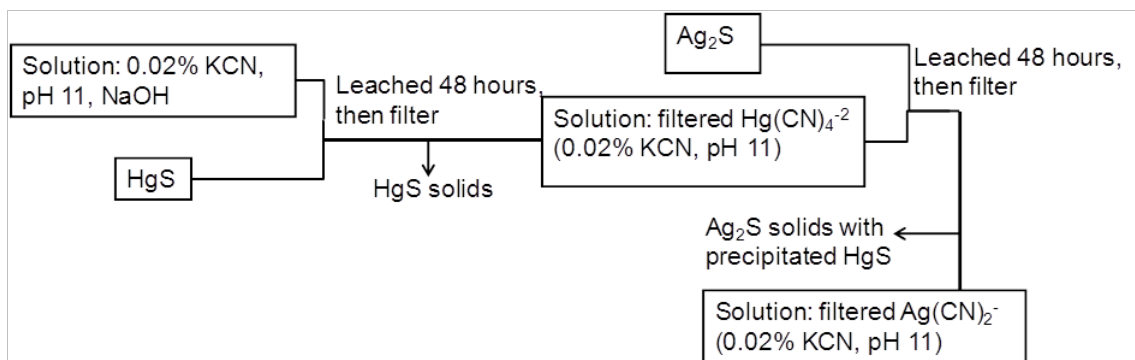 Solution: 0.02% KCN,
pH 11, NaOH
HgS
Leached 48 hours,
then filter
HgS solids
Ag₂S
Solution: filtered Hg(CN)₄⁻²
(0.02% KCN, pH 11)
Leached 48 hours,
then filter
Ag₂S solids with
precipitated HgS
Solution: filtered Ag(CN)₂⁻
(0.02% KCN, pH 11)